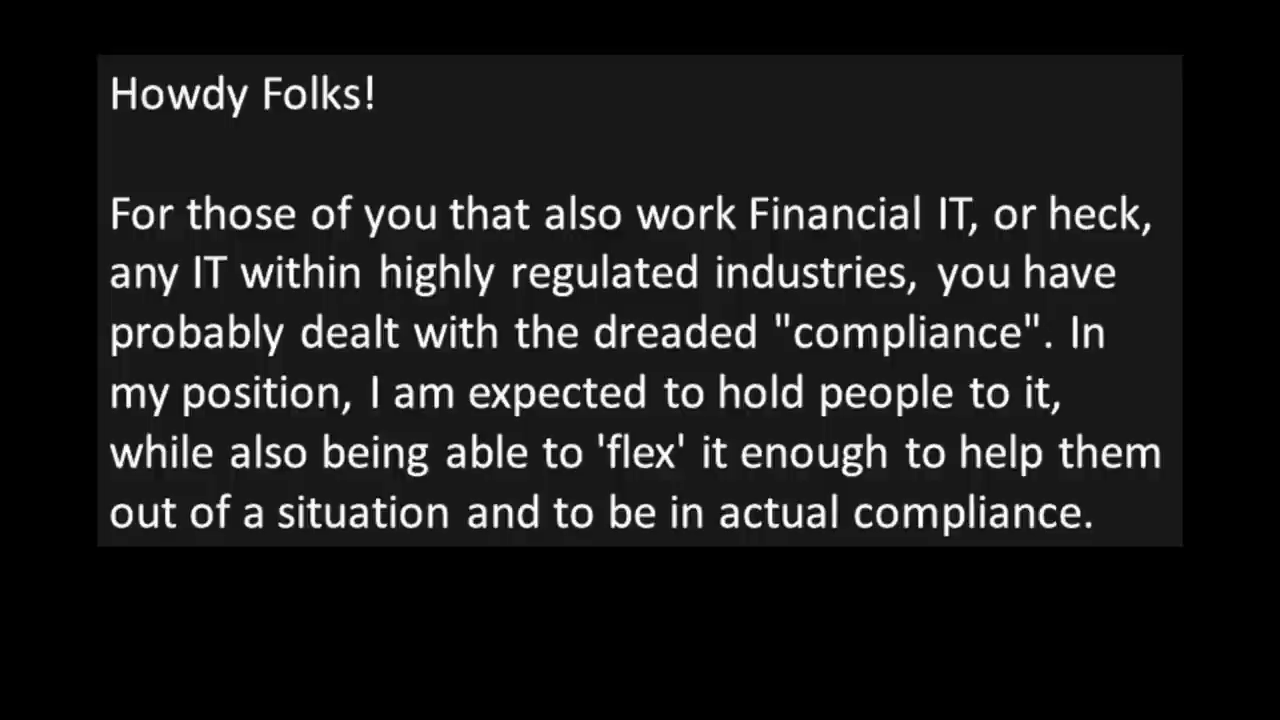 Howdy Folks!
For those of you that also work Financial IT, or heck,
any IT within highly regulated industries, you have
probably dealt with the dreaded "compliance". In
my position, I am expected to hold people to it,
while also being able to 'flex' it enough to help them
out of a situation and to be in actual compliance.